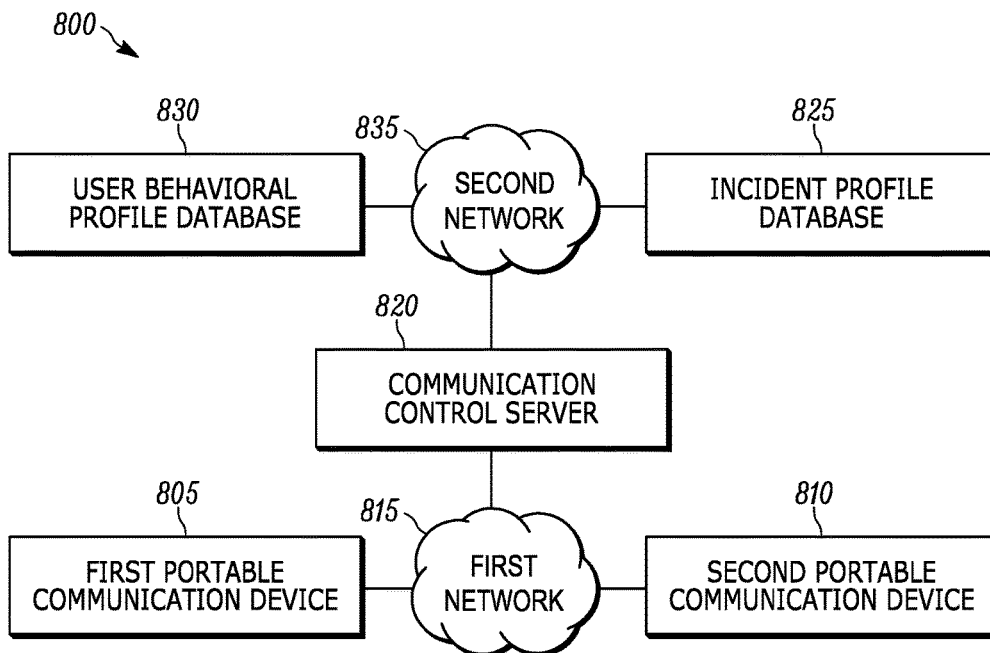 800
830
835
825
USER BEHAVIORAL
PROFILE DATABASE
SECOND
NETWORK
INCIDENT PROFILE
DATABASE
820
COMMUNICATION
CONTROL SERVER
805
815
810
FIRST PORTABLE
COMMUNICATION DEVICE
FIRST
NETWORK
SECOND PORTABLE
COMMUNICATION DEVICE